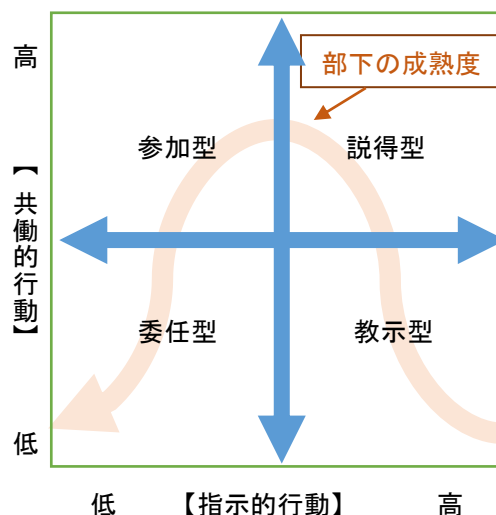 高
部下の成熟度
参加型
説得型
【共働的行動】
委任型
教示型
低
低
【指示的行動】
高